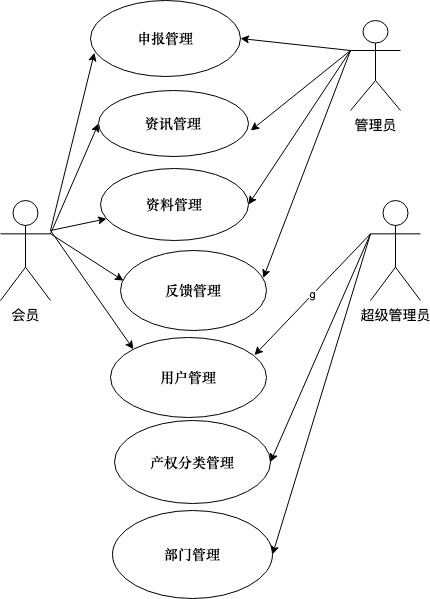 申报管理
管理员
资讯管理
资料管理
会员
超级管理员
反馈管理
g
用户管理
产权分类管理
部门管理